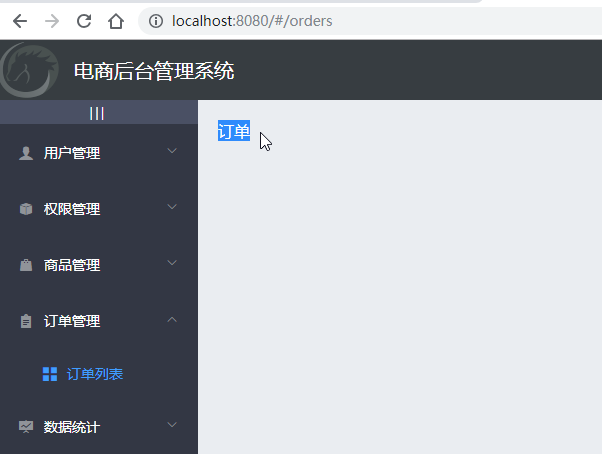 localhost:8080/#/orders
电商后台管理系统
|||
订单
用户管理
权限管理
商品管理
订单管理
订单列表
数据统计